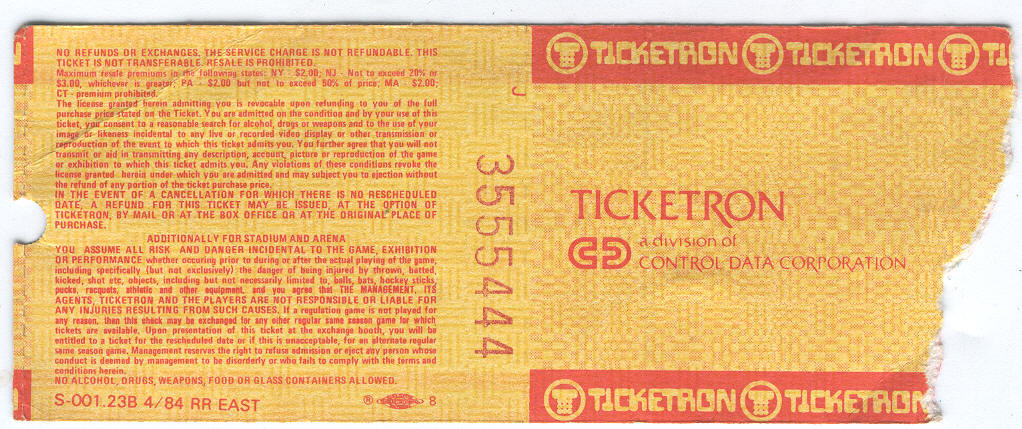 NO REFUNDS OR EXCHANGES. THE SERVICE CHARGE IS NOT REFUNDABLE. THIS
TICKET IS NOT TRANSFERABLE. RESALE IS PROHIBITED.
Maximum resale premiums in the following states: NY - $2.00; NJ - Not to exceed 20% or
$3.00, whichever is greater; PA - $2.00 but not to exceed 50% of price; MA - $2.00;
CT - premium prohibited.
The license granted herein admitting you is revocable upon refunding to you of the full
purchase price stated on the Ticket. You are admitted on the condition and by your use of this
ticket, you consent to a reasonable search for alcohol, drugs or weapons and to the use of your
image or likeness incidental to any live or recorded video display or other transmission or
reproduction of the event to which this ticket admits you. You further agree that you will not
transmit or aid in transmitting any description, account, picture or reproduction of the game
or exhibition to which this ticket admits you. Any violations of these conditions revoke the
license granted herein under which you are admitted and may subject you to ejection without
the refund of any portion of the ticket purchase price.
IN THE EVENT OF A CANCELLATION FOR WHICH THERE IS NO RESCHEDULED
DATE, A REFUND FOR THIS TICKET MAY BE ISSUED, AT THE OPTION OF
TICKETRON, BY MAIL OR AT THE BOX OFFICE OR AT THE ORIGINAL PLACE OF
PURCHASE.
ADDITIONALLY FOR STADIUM AND ARENA
YOU ASSUME ALL RISK AND DANGER INCIDENTAL TO THE GAME, EXHIBITION
OR PERFORMANCE whether occuring prior to during or after the actual playing of the game,
including specifically (but not exclusively) the danger of being injured by thrown, batted,
kicked, shot etc, objects, including but not necessarily limited to, balls, bats, hockey sticks,
pucks, racquets, athletic and other equipment, and you agree that THE MANAGEMENT, ITS
AGENTS, TICKETRON AND THE PLAYERS ARE NOT RESPONSIBLE OR LIABLE FOR
ANY INJURIES RESULTING FROM SUCH CAUSES. If a regulation game is not played for
any reason, then this check may be exchanged for any other regular same season game for which
tickets are available. Upon presentation of this ticket at the exchange booth, you will be
entitled to a ticket for the rescheduled date or if this is unacceptable, for an alternate regular
same season game. Management reserves the right to refuse admission or eject any person whose
conduct is deemed by management to be disorderly or who fails to comply with the terms and
conditions herein.
NO ALCOHOL, DRUGS, WEAPONS, FOOD OR GLASS CONTAINERS ALLOWED.
S-001.23B 4/84 RR EAST
® 8
J
3555444
TICKETRON TICKETRON TI
TICKETRON
a division of
CONTROL DATA CORPORATION
TICKETRON TICKETRON